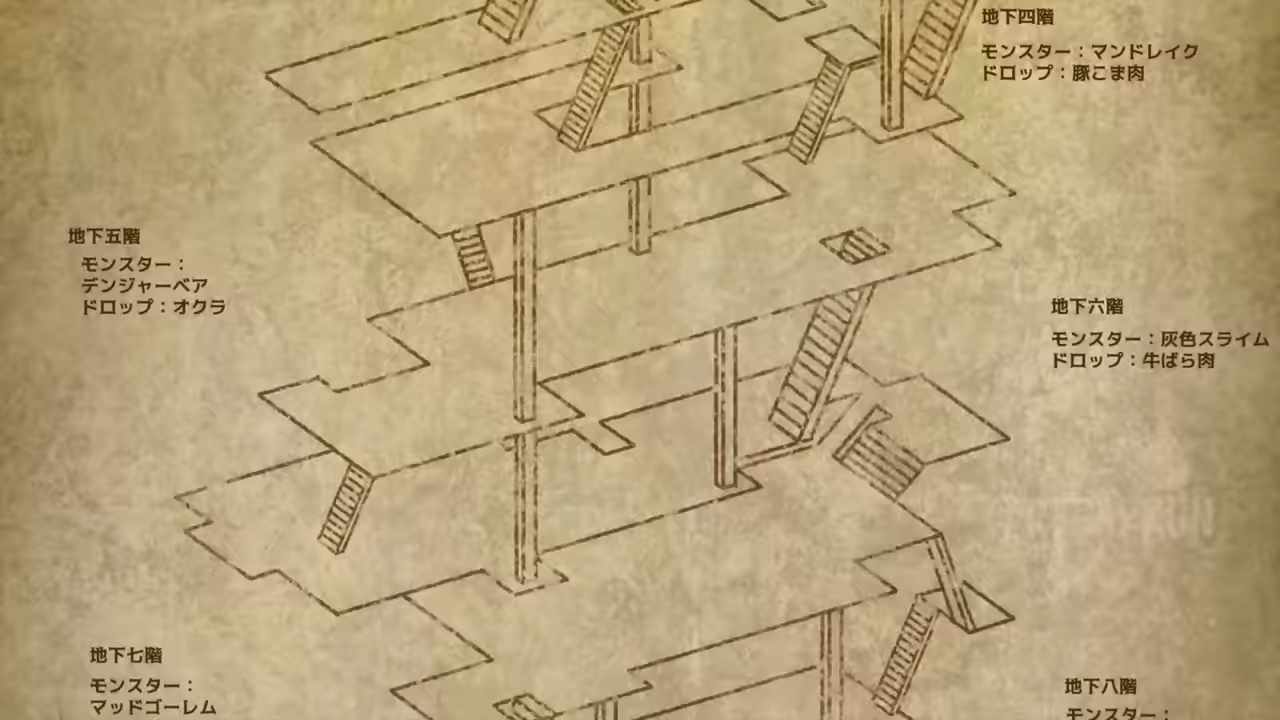 地下四階
モンスター：マンドレイク
ドロップ：豚こま肉
地下五階
モンスター：
デンジャーベア
ドロップ：オクラ
地下六階
モンスター：灰色スライム
ドロップ：牛ばら肉
地下七階
モンスター：
マッドゴーレム
地下八階
モンスター：